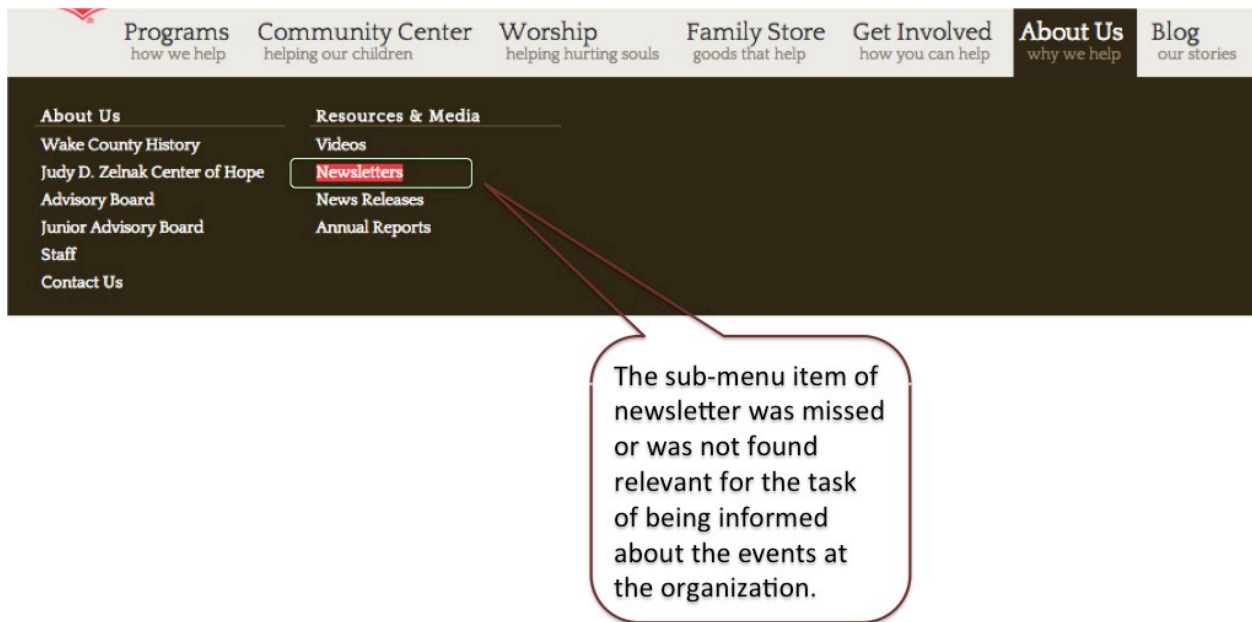 Programs Community Center Worship Family Store Get Involved About Us Blog
how we help helping our children helping hurting souls goods that help how you can help why we help our stories
About Us
Wake County History
Judy D. Zelnak Center of Hope
Advisory Board
Junior Advisory Board
Staff
Contact Us
Resources & Media
Videos
Newsletters
News Releases
Annual Reports
The sub-menu item of
newsletter was missed
or was not found
relevant for the task
of being informed
about the events at
the organization.